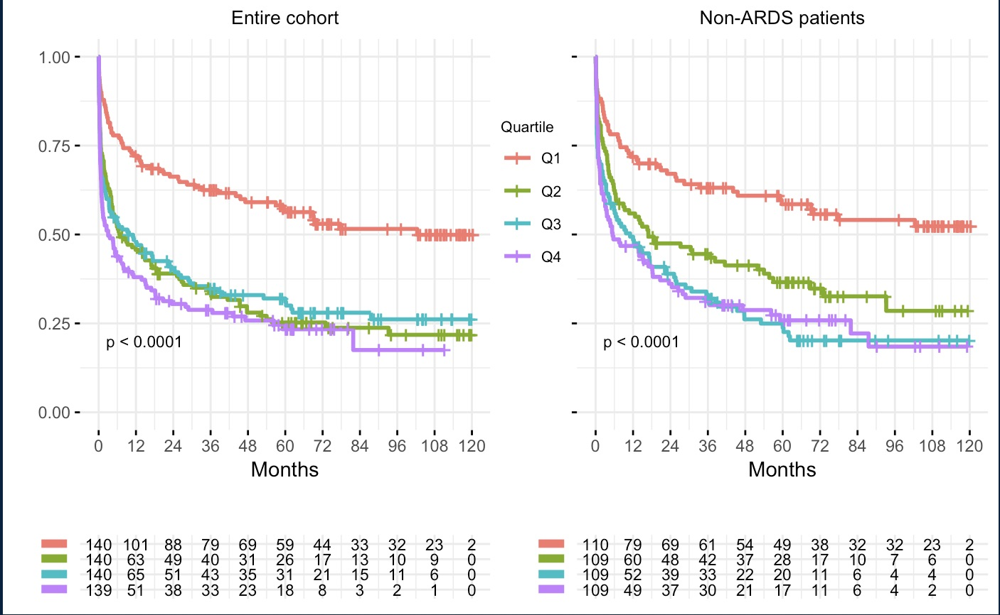 Entire cohort
Non-ARDS patients
1.00
0.75
0.50
0.25
0.00
p < 0.0001
0 12 24 36 48 60 72 84 96 108 120
Months
Quartile
Q1
Q2
Q3
Q4
p < 0.0001
0 12 24 36 48 60 72 84 96 108 120
Months
140 101 88 79 69 59 44 33 32 23 2
140 63 49 40 31 26 17 13 10 9 0
140 65 51 43 35 31 21 15 11 6 0
139 51 38 33 23 18 8 3 2 1 0
110 79 69 61 54 49 38 32 32 23 2
109 60 48 42 37 28 17 10 7 6 0
109 52 39 33 22 20 11 6 4 4 0
109 49 37 30 21 17 11 6 4 2 0